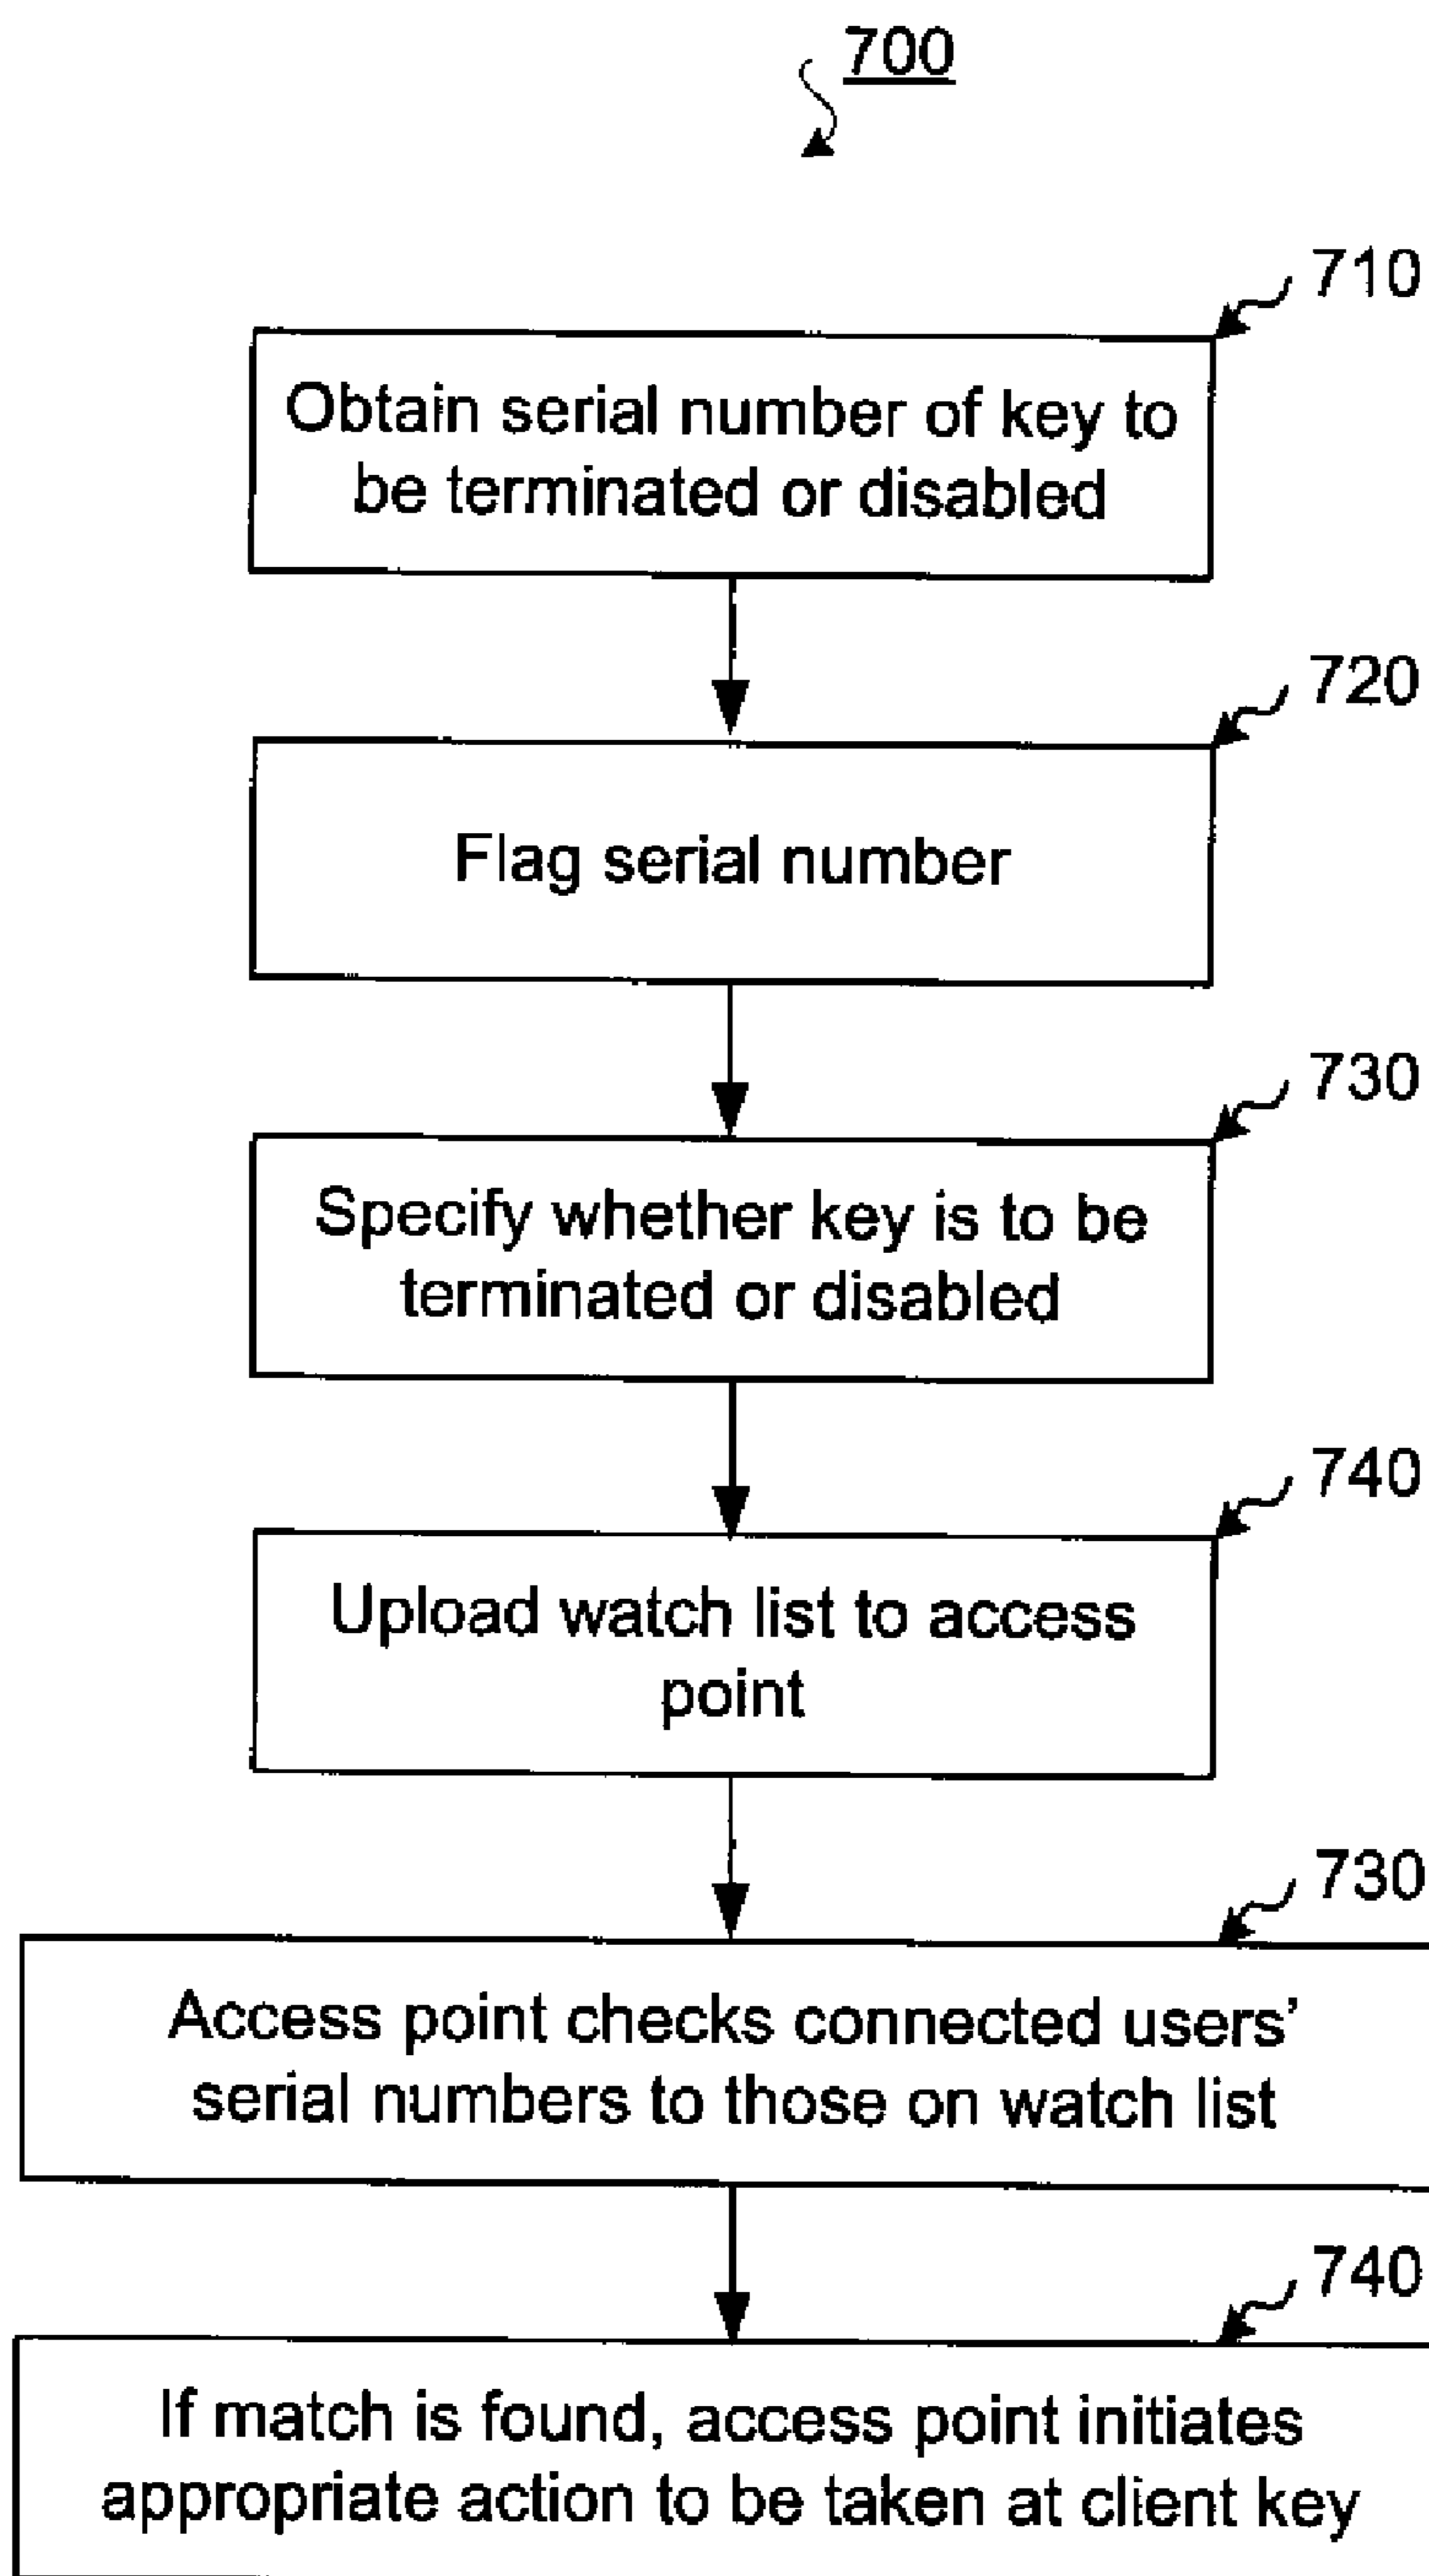 700
710
Obtain serial number of key to
be terminated or disabled
720
Flag serial number
730
Specify whether key is to be
terminated or disabled
740
Upload watch list to access
point
730
Access point checks connected users’
serial numbers to those on watch list
740
If match is found, access point initiates
appropriate action to be taken at client key